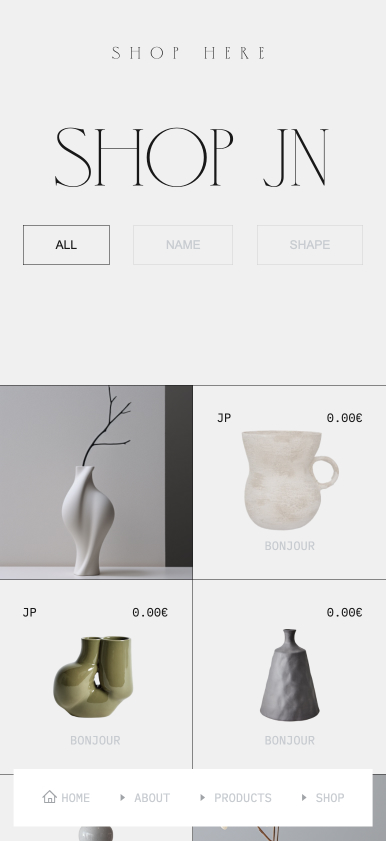 SHOP HERE
SHOP JN
ALL NAME SHAPE
JP 0.00€
BONJOUR
JP 0.00€ 0.00€
BONJOUR BONJOUR
HOME ABOUT PRODUCTS SHOP